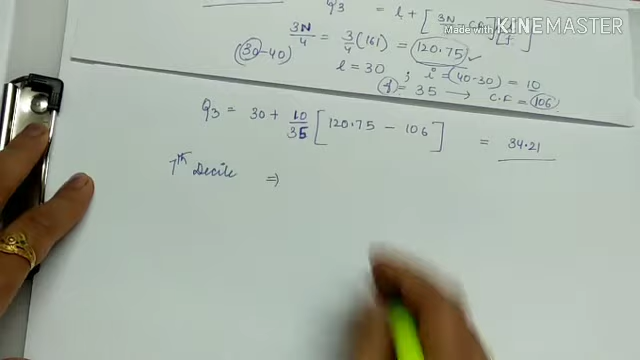 Q₃ = l + [3N/4 - C.F] [i/f]
Made with KINEMASTER
3N/4 = 3/4 (161) = 120.75 ✓
(30-40) l = 30 ; i = (40-30) = 10
f = 35 → C.F = 106
Q₃ = 30 + 10/35 [120.75 - 106] = 34.21
7th Decile ⇒